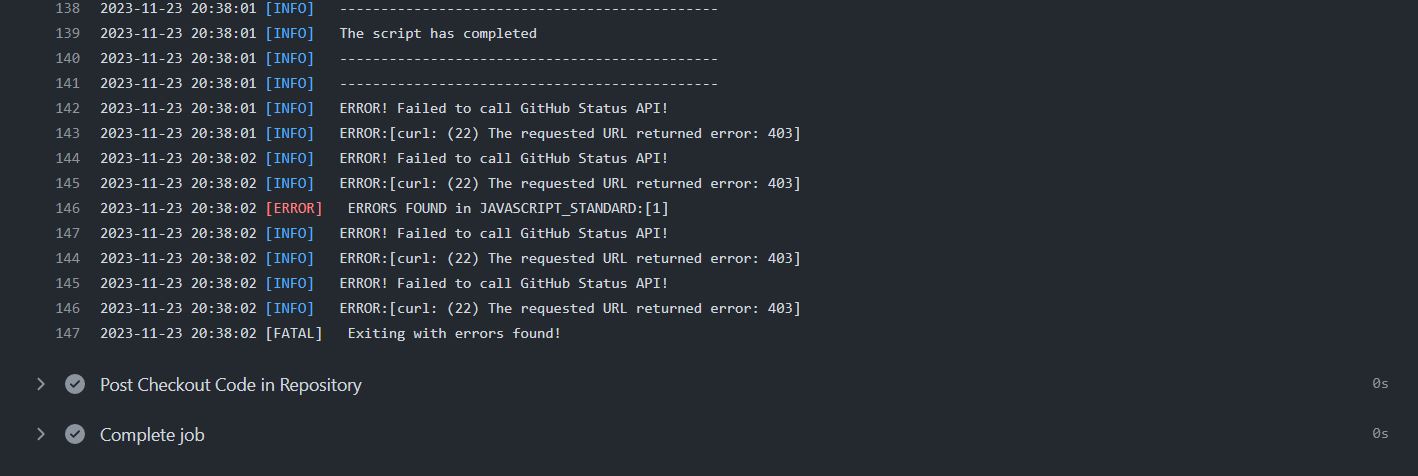 138 2023-11-23 20:38:01 [INFO] ----------------------------------------------
139 2023-11-23 20:38:01 [INFO] The script has completed
140 2023-11-23 20:38:01 [INFO] ----------------------------------------------
141 2023-11-23 20:38:01 [INFO] ----------------------------------------------
142 2023-11-23 20:38:01 [INFO] ERROR! Failed to call GitHub Status API!
143 2023-11-23 20:38:01 [INFO] ERROR:[curl: (22) The requested URL returned error: 403]
144 2023-11-23 20:38:02 [INFO] ERROR! Failed to call GitHub Status API!
145 2023-11-23 20:38:02 [INFO] ERROR:[curl: (22) The requested URL returned error: 403]
146 2023-11-23 20:38:02 [ERROR] ERRORS FOUND in JAVASCRIPT_STANDARD:[1]
147 2023-11-23 20:38:02 [INFO] ERROR! Failed to call GitHub Status API!
144 2023-11-23 20:38:02 [INFO] ERROR:[curl: (22) The requested URL returned error: 403]
145 2023-11-23 20:38:02 [INFO] ERROR! Failed to call GitHub Status API!
146 2023-11-23 20:38:02 [INFO] ERROR:[curl: (22) The requested URL returned error: 403]
147 2023-11-23 20:38:02 [FATAL] Exiting with errors found!
Post Checkout Code in Repository 0s
Complete job 0s